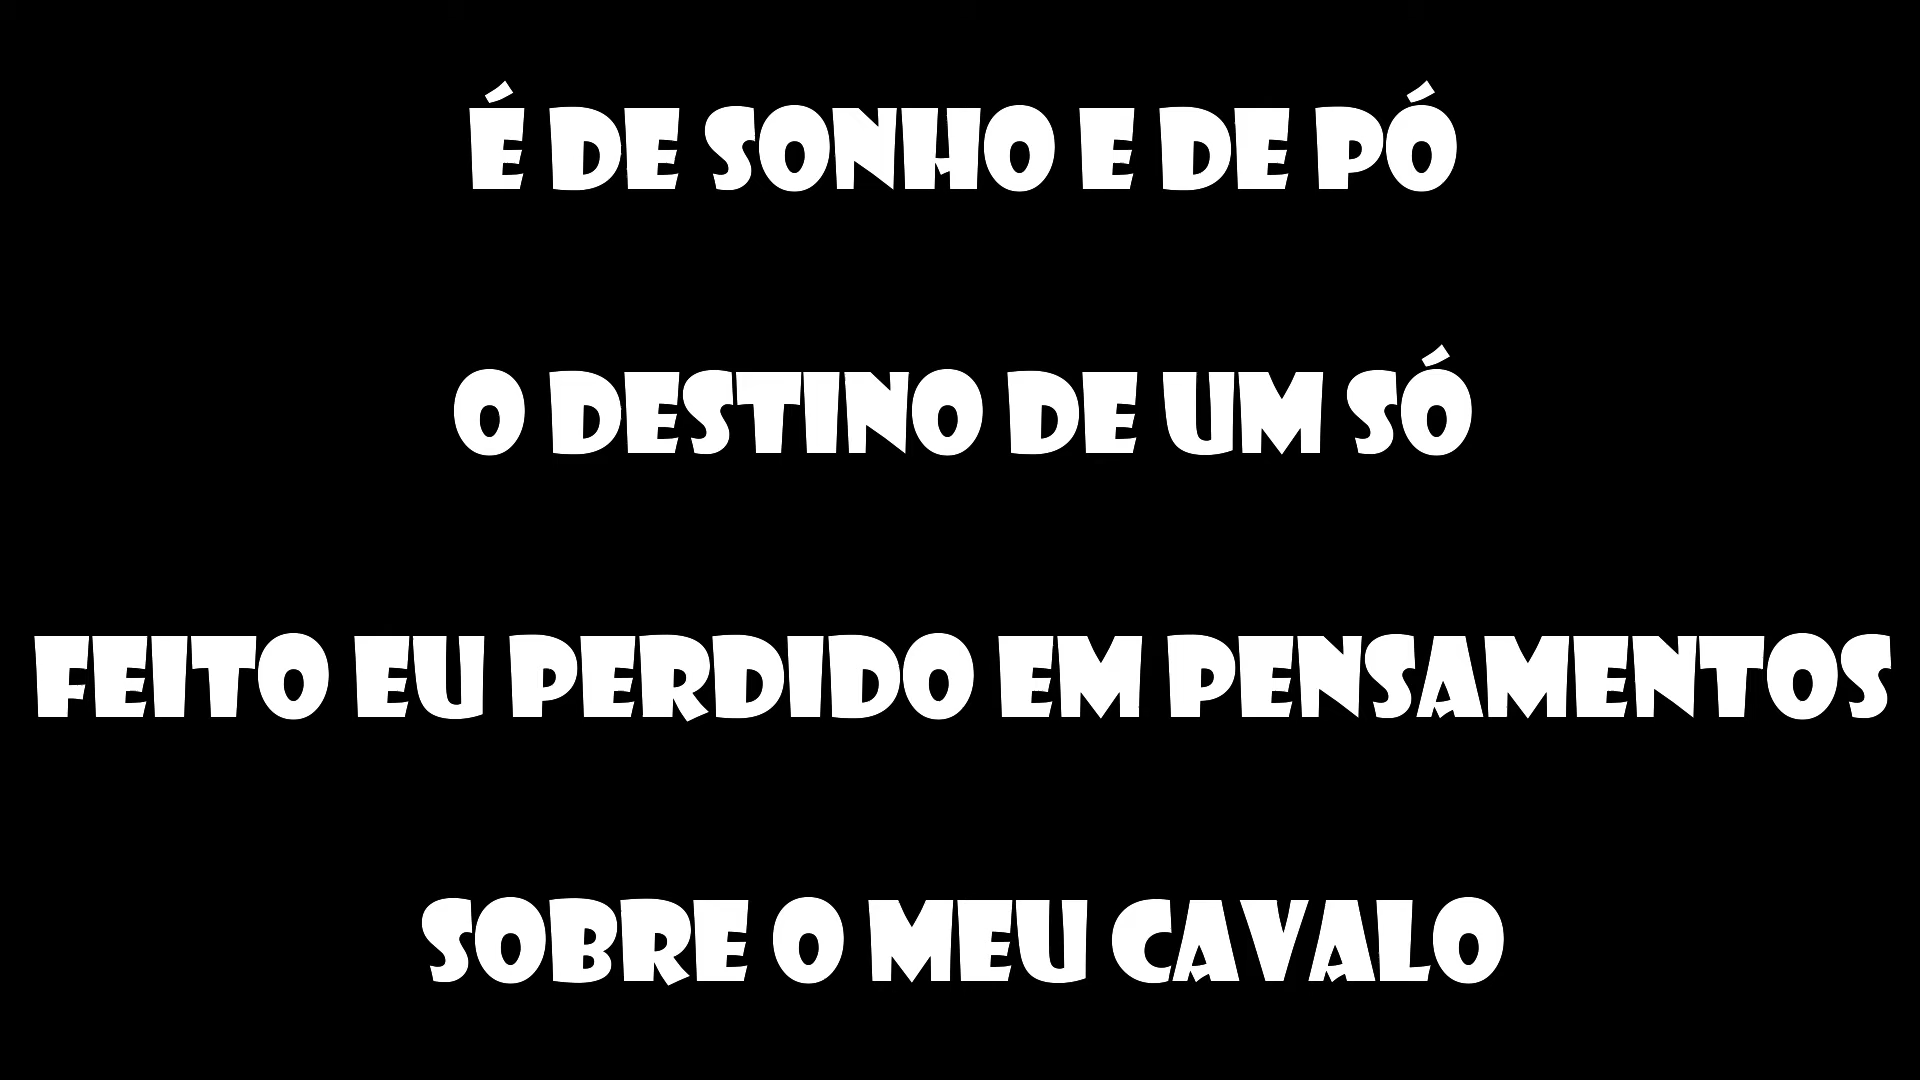 É DE SONHO E DE PÓ
O DESTINO DE UM SÓ
FEITO EU PERDIDO EM PENSAMENTOS
SOBRE O MEU CAVALO